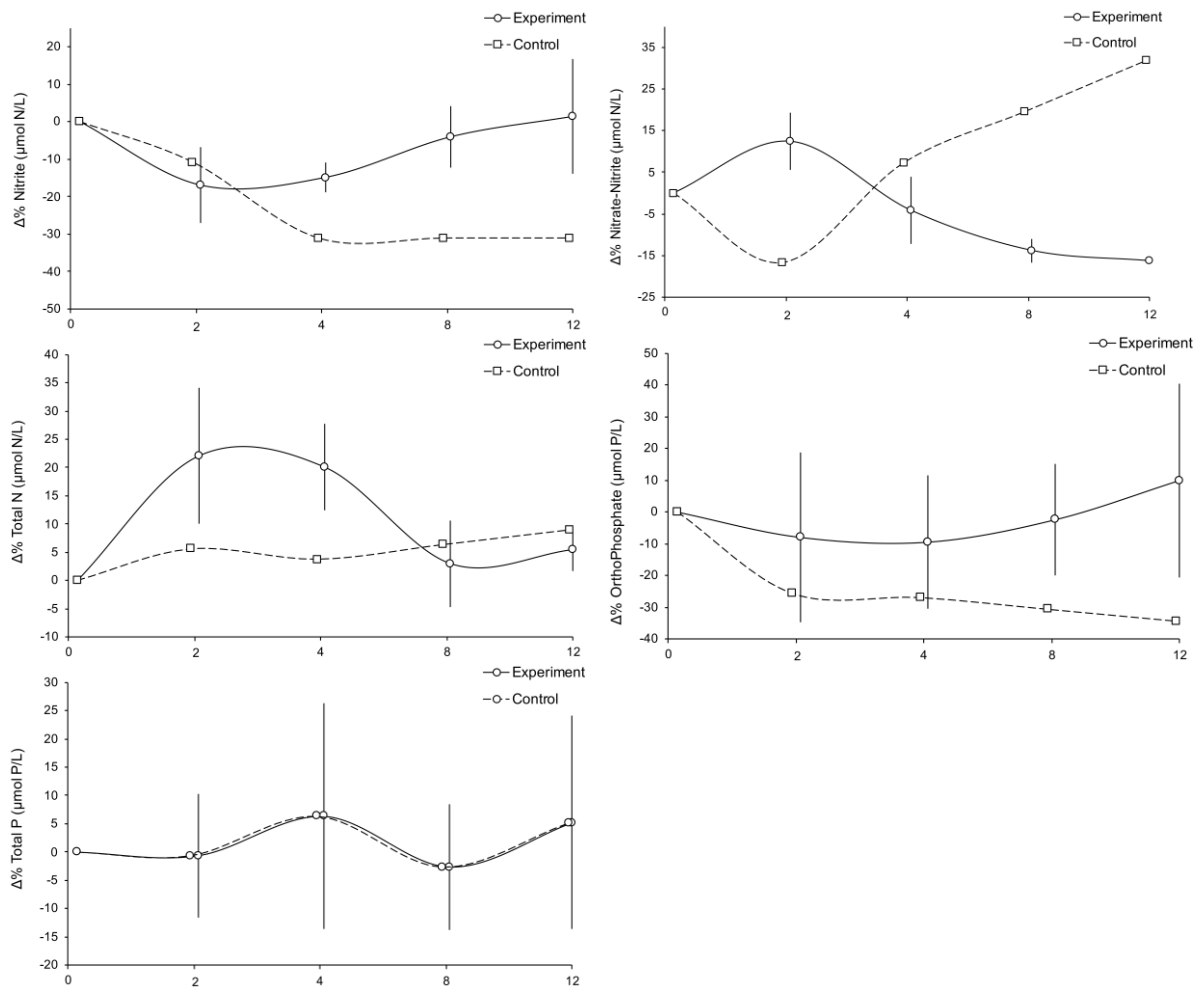 Experiment
Control
Δ% Nitrite (µmol N/L)
20
10
0
-10
-20
-30
-40
-50
0 2 4 8 12
Experiment
Control
Δ% Nitrate-Nitrite (µmol N/L)
35
25
15
5
-5
-15
-25
0 2 4 8 12
Experiment
Control
Δ% Total N (µmol N/L)
40
35
30
25
20
15
10
5
0
-5
-10
0 2 4 8 12
Experiment
Control
Δ% OrthoPhosphate (µmol P/L)
50
40
30
20
10
0
-10
-20
-30
-40
0 2 4 8 12
Experiment
Control
Δ% Total P (µmol P/L)
30
25
20
15
10
5
0
-5
-10
-15
-20
0 2 4 8 12